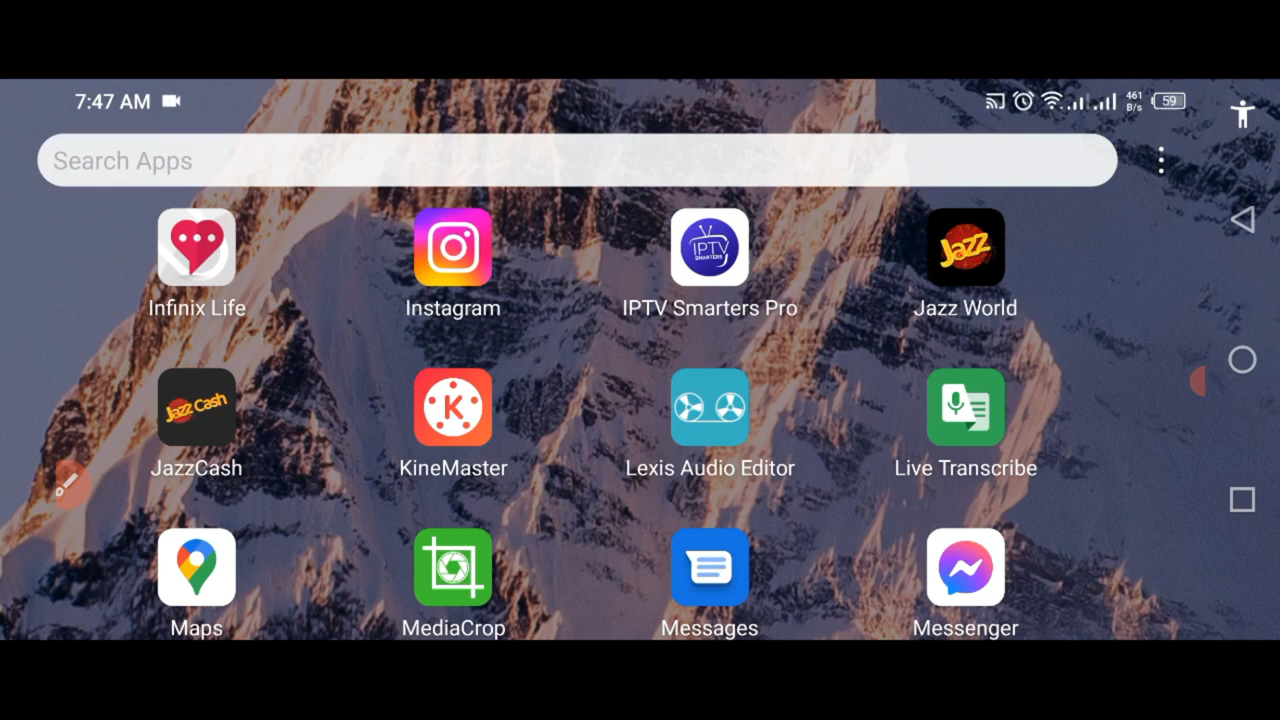 7:47 AM
461
B/s
59
Search Apps
IPTV
SMARTERS
Jazz
Infinix Life
Instagram
IPTV Smarters Pro
Jazz World
Jazz Cash
K
JazzCash
KineMaster
Lexis Audio Editor
Live Transcribe
Maps
MediaCrop
Messages
Messenger